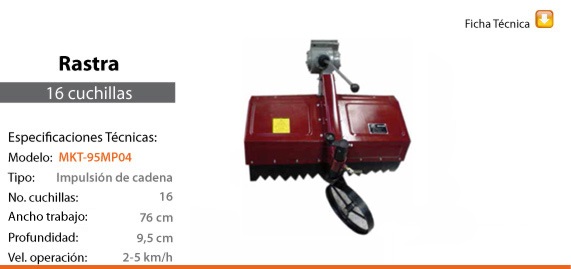 Ficha Técnica
Rastra
16 cuchillas
Especificaciones Técnicas:
Modelo: MKT-95MP04
Tipo: Impulsión de cadena
No. cuchillas: 16
Ancho trabajo: 76 cm
Profundidad: 9,5 cm
Vel. operación: 2-5 km/h